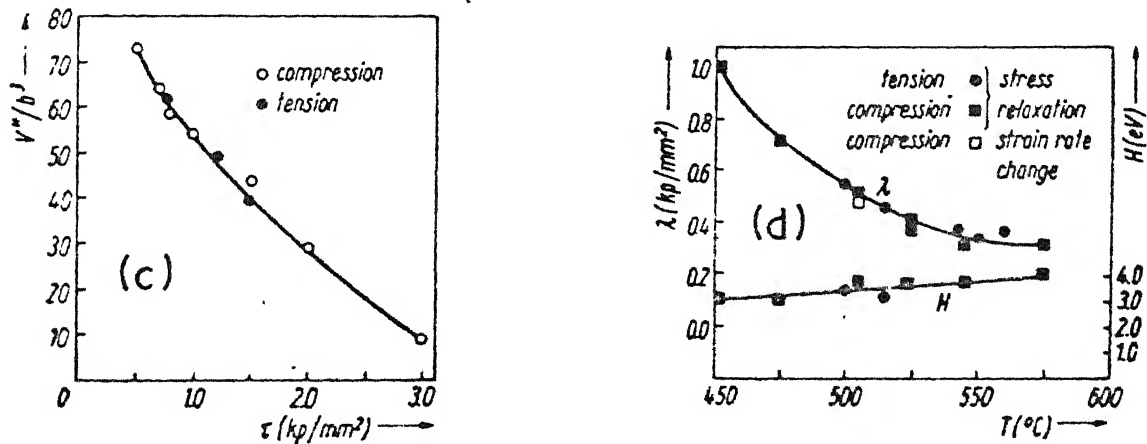 V*/b³ →
80
70
60
50
40
30
20
10
0
1.0
2.0
3.0
τ (kp/mm²) →
○ compression
● tension
(c)
λ (kp/mm²) →
1.0
0.8
0.6
0.4
0.2
0.0
tension ● } stress
compression ■ } relaxation
compression □ strain rate
change
λ
(d)
H
H (eV) →
4.0
3.0
2.0
1.0
450
500
550
600
T (°C) →